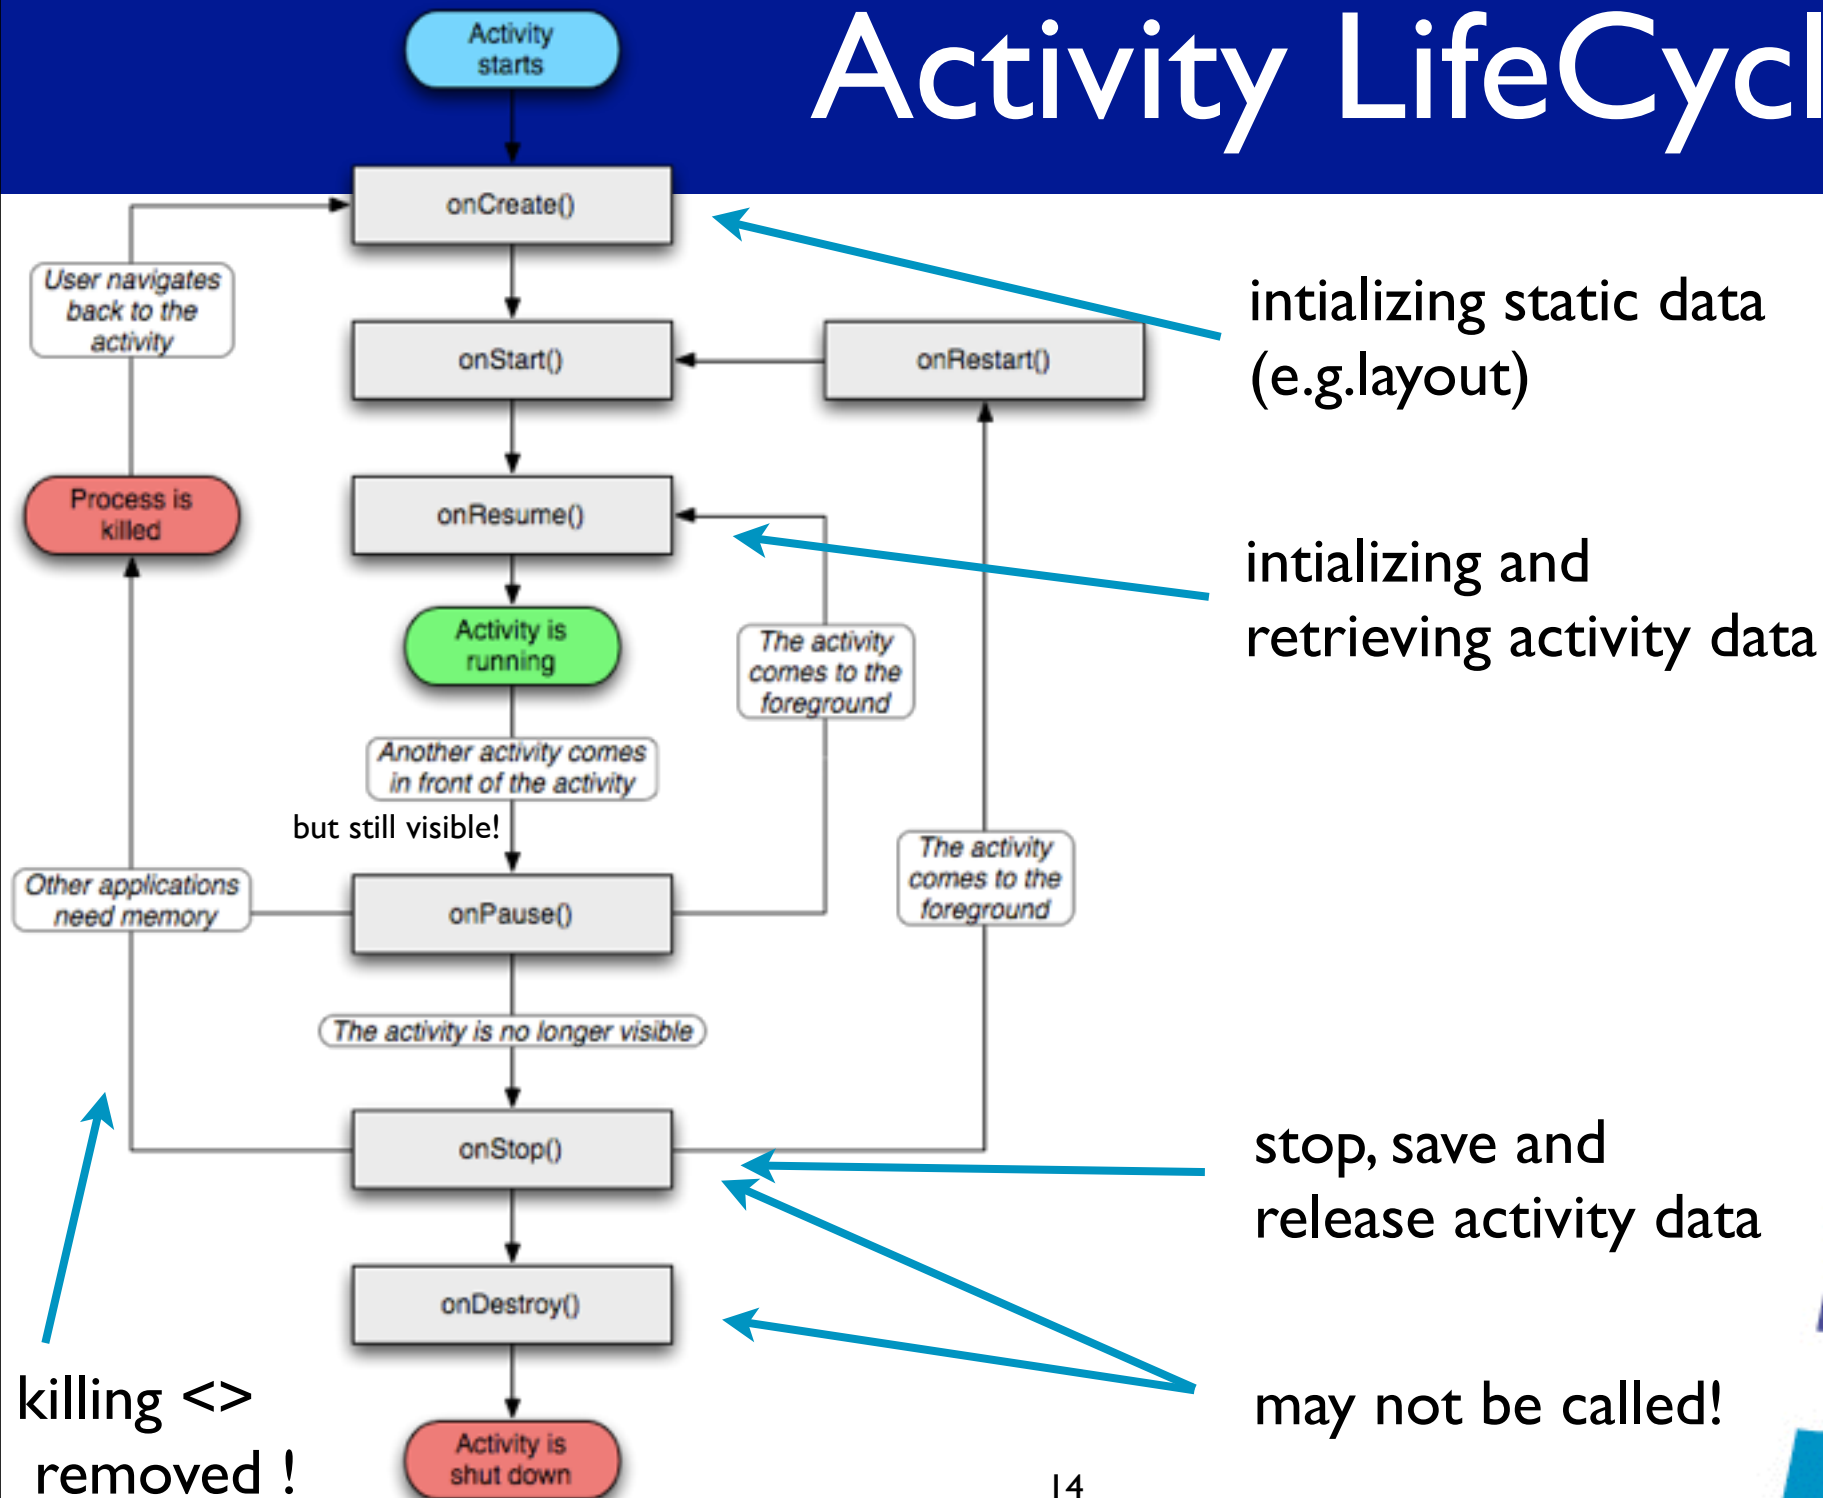 Activity LifeCycl
Activity
starts
onCreate()
User navigates
back to the
activity
intializing static data
(e.g.layout)
onStart()
onRestart()
Process is
killed
onResume()
intializing and
retrieving activity data
Activity is
running
The activity
comes to the
foreground
Another activity comes
in front of the activity
but still visible!
The activity
comes to the
foreground
Other applications
need memory
onPause()
The activity is no longer visible
onStop()
stop, save and
release activity data
onDestroy()
killing <>
removed !
may not be called!
Activity is
shut down
14